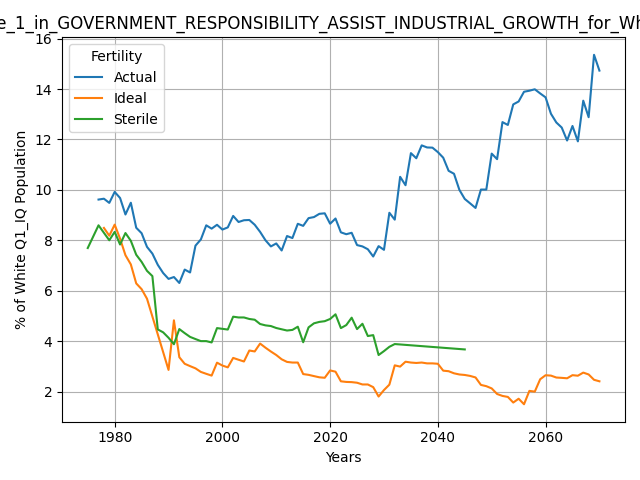 e_1_in_GOVERNMENT_RESPONSIBILITY_ASSIST_INDUSTRIAL_GROWTH_for_Wh
Fertility
Actual
Ideal
Sterile
% of White Q1_IQ Population
16
14
12
10
8
6
4
2
1980 2000 2020 2040 2060
Years